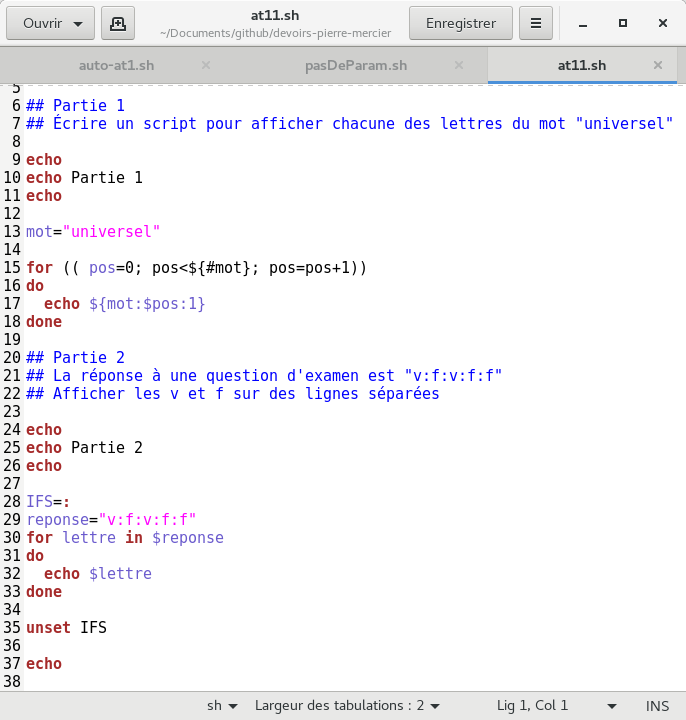 Ouvrir
at11.sh
~/Documents/github/devoirs-pierre-mercier
Enregistrer
auto-at1.sh
pasDeParam.sh
at11.sh
5
6 ## Partie 1
7 ## Écrire un script pour afficher chacune des lettres du mot "universel"
8
9 echo
10 echo Partie 1
11 echo
12
13 mot="universel"
14
15 for (( pos=0; pos<${#mot}; pos=pos+1))
16 do
17   echo ${mot:$pos:1}
18 done
19
20 ## Partie 2
21 ## La réponse à une question d'examen est "v:f:v:f:f"
22 ## Afficher les v et f sur des lignes séparées
23
24 echo
25 echo Partie 2
26 echo
27
28 IFS=:
29 reponse="v:f:v:f:f"
30 for lettre in $reponse
31 do
32   echo $lettre
33 done
34
35 unset IFS
36
37 echo
38
sh
Largeur des tabulations : 2
Lig 1, Col 1
INS